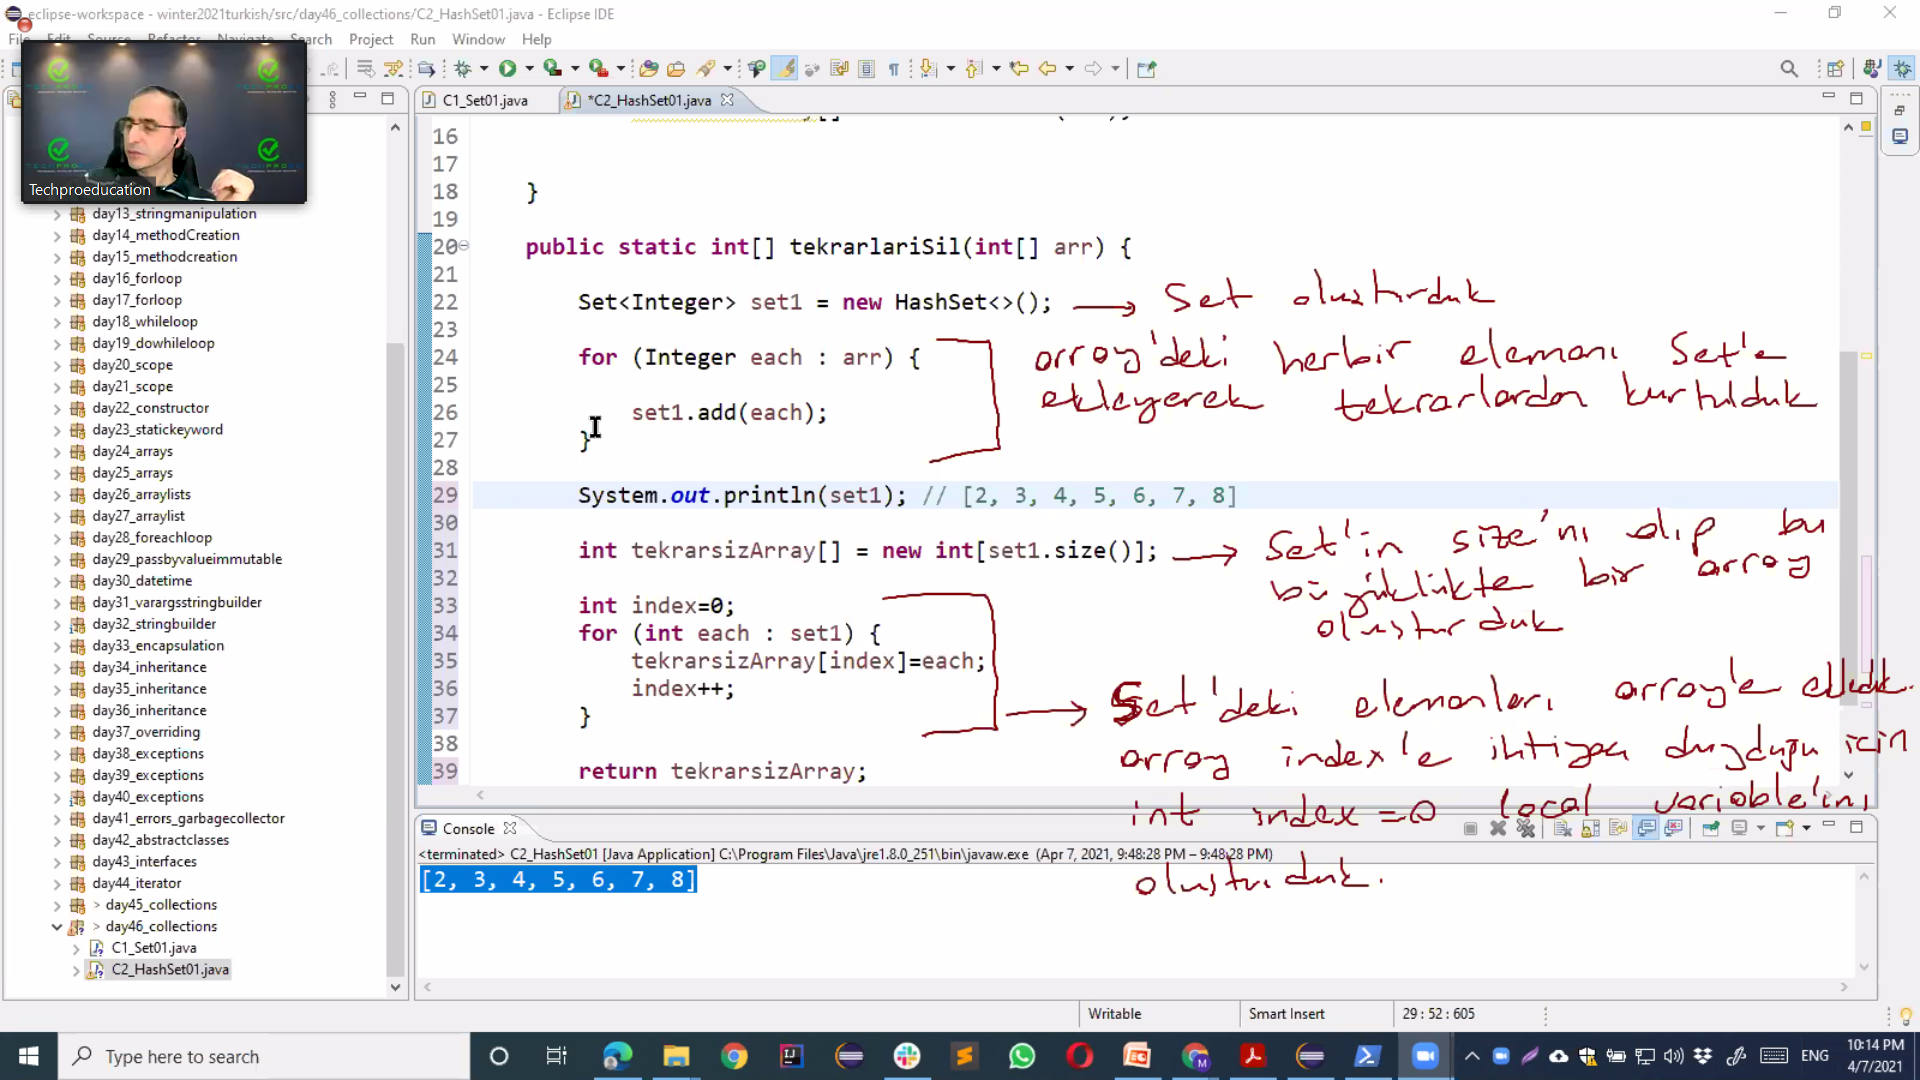 eclipse-workspace - winter2021turkish/src/day46_collections/C2_HashSet01.java - Eclipse IDE
File Edit Source Refactor Navigate Search Project Run Window Help
Techproeducation
day13_stringmanipulation
day14_methodCreation
day15_methodcreation
day16_forloop
day17_forloop
day18_whileloop
day19_dowhileloop
day20_scope
day21_scope
day22_constructor
day23_statickeyword
day24_arrays
day25_arrays
day26_arraylists
day27_arraylist
day28_foreachloop
day29_passbyvalueimmutable
day30_datetime
day31_varargsstringbuilder
day32_stringbuilder
day33_encapsulation
day34_inheritance
day35_inheritance
day36_inheritance
day37_overriding
day38_exceptions
day39_exceptions
day40_exceptions
day41_errors_garbagecollector
day42_abstractclasses
day43_interfaces
day44_iterator
> day45_collections
> day46_collections
C1_Set01.java
C2_HashSet01.java
C1_Set01.java *C2_HashSet01.java
16
17
18 }
19
20 public static int[] tekrarlariSil(int[] arr) {
21
22 Set<Integer> set1 = new HashSet<>(); → Set oluşturduk
23
24 for (Integer each : arr) { array'deki herbir elemanı Set'e
25 ekleyerek tekrarlardan kurtulduk
26 set1.add(each);
27 }
28
29 System.out.println(set1); // [2, 3, 4, 5, 6, 7, 8]
30
31 int tekrarsizArray[] = new int[set1.size()]; → Set'in size'nı alıp bu
32 büyüklükte bir array
oluşturduk
33 int index=0;
34 for (int each : set1) {
35 tekrarsizArray[index]=each;
36 index++;
37 }
38
39 return tekrarsizArray;
→ Set'deki elemanları array'e ekledik.
array index'e ihtiyaç duyduğu için
int index =0 local variable'ını
oluşturduk.
Console
<terminated> C2_HashSet01 [Java Application] C:\Program Files\Java\jre1.8.0_251\bin\javaw.exe (Apr 7, 2021, 9:48:28 PM – 9:48:28 PM)
[2, 3, 4, 5, 6, 7, 8]
Writable Smart Insert 29 : 52 : 605
Type here to search
ENG
10:14 PM
4/7/2021